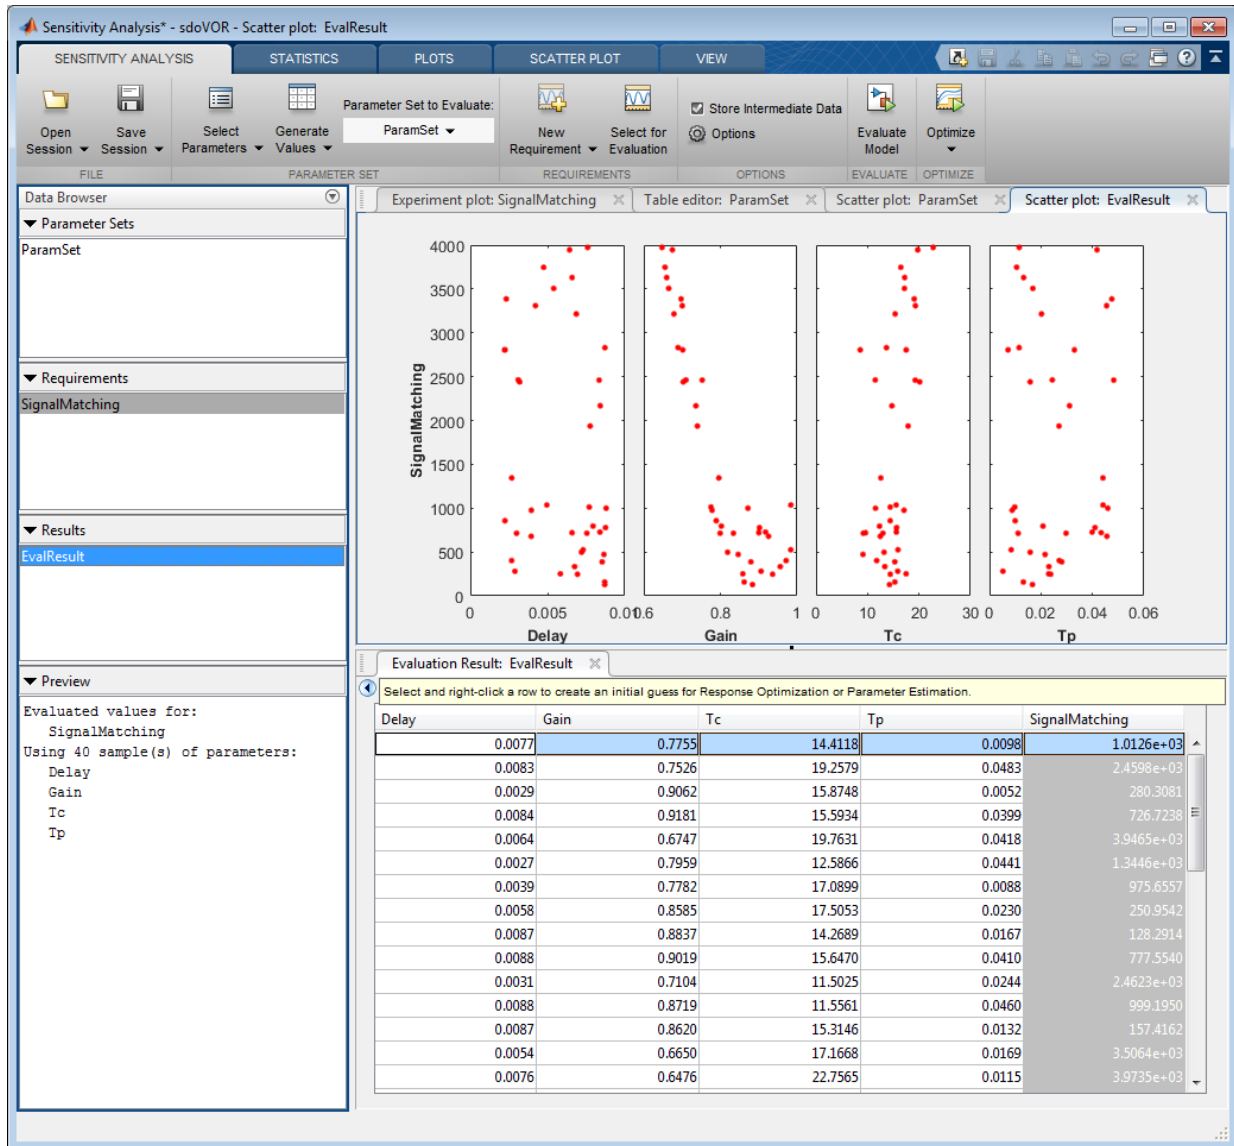 Sensitivity Analysis* - sdoVOR - Scatter plot: EvalResult
SENSITIVITY ANALYSIS STATISTICS PLOTS SCATTER PLOT VIEW
Open Session Save Session Select Parameters Generate Values Parameter Set to Evaluate: ParamSet New Requirement Select for Evaluation Store Intermediate Data Options Evaluate Model Optimize
FILE PARAMETER SET REQUIREMENTS OPTIONS EVALUATE OPTIMIZE
Data Browser
Parameter Sets
ParamSet
Requirements
SignalMatching
Results
EvalResult
Preview
Evaluated values for:
SignalMatching
Using 40 sample(s) of parameters:
Delay
Gain
Tc
Tp
Experiment plot: SignalMatching Table editor: ParamSet Scatter plot: ParamSet Scatter plot: EvalResult
4000
3500
3000
2500
2000
1500
1000
500
0
SignalMatching
0 0.005 0.01 0.6 0.8 1 0 10 20 30 0 0.02 0.04 0.06
Delay Gain Tc Tp
Evaluation Result: EvalResult
Select and right-click a row to create an initial guess for Response Optimization or Parameter Estimation.
Delay Gain Tc Tp SignalMatching
0.0077 0.7755 14.4118 0.0098 1.0126e+03
0.0083 0.7526 19.2579 0.0483 2.4598e+03
0.0029 0.9062 15.8748 0.0052 280.3081
0.0084 0.9181 15.5934 0.0399 726.7238
0.0064 0.6747 19.7631 0.0418 3.9465e+03
0.0027 0.7959 12.5866 0.0441 1.3446e+03
0.0039 0.7782 17.0899 0.0088 975.6557
0.0058 0.8585 17.5053 0.0230 250.9542
0.0087 0.8837 14.2689 0.0167 128.2914
0.0088 0.9019 15.6470 0.0410 777.5540
0.0031 0.7104 11.5025 0.0244 2.4623e+03
0.0088 0.8719 11.5561 0.0460 999.1950
0.0087 0.8620 15.3146 0.0132 157.4162
0.0054 0.6650 17.1668 0.0169 3.5064e+03
0.0076 0.6476 22.7565 0.0115 3.9735e+03